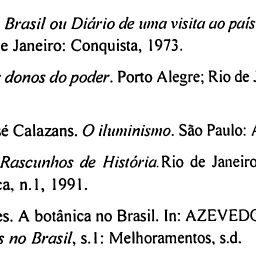 Brasil ou Diário de uma visita ao país
e Janeiro: Conquista, 1973.
donos do poder. Porto Alegre; Rio de J
sé Calazans. O iluminismo. São Paulo: A
Rascunhos de História. Rio de Janeiro
ca, n.1, 1991.
es. A botânica no Brasil. In: AZEVEDO
s no Brasil, s.l: Melhoramentos, s.d.